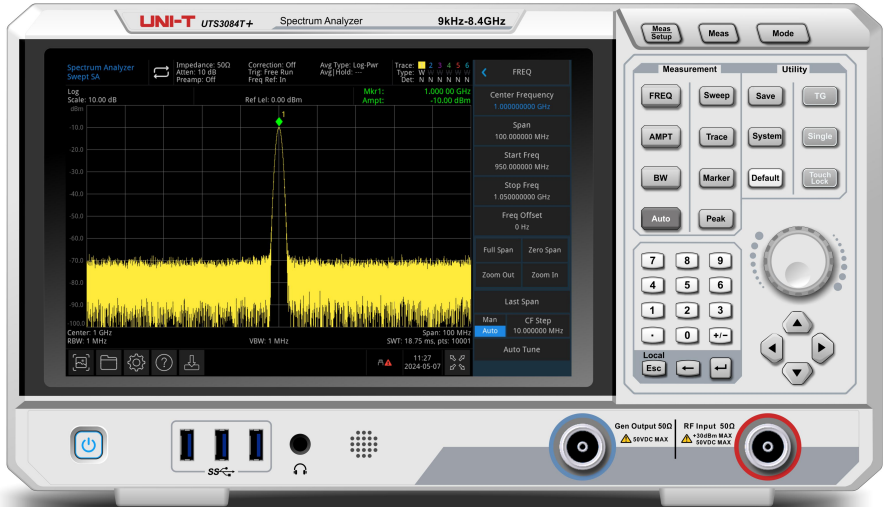 UNI-T UTS3084T+ Spectrum Analyzer 9kHz-8.4GHz
Spectrum Analyzer
Swept SA
Impedance: 50Ω
Atten: 10 dB
Preamp: Off
Correction: Off
Trig: Free Run
Freq Ref: In
Avg Type: Log-Pwr
Avg|Hold: ---
Trace: 2 3 4 5 6
Type: W W W W W W
Det: N N N N N N
Log
Scale: 10.00 dB
Ref Lel: 0.00 dBm
Mkr1: 1.000 00 GHz
Ampt: -10.00 dBm
dBm
1
-10.0
-20.0
-30.0
-40.0
-50.0
-60.0
-70.0
-80.0
-90.0
-100.0
Center: 1 GHz
RBW: 1 MHz
VBW: 1 MHz
Span: 100 MHz
SWT: 18.75 ms, pts: 10001
11:27
2024-05-07
FREQ
Center Frequency
1.000000000 GHz
Span
100.000000 MHz
Start Freq
950.000000 MHz
Stop Freq
1.050000000 GHz
Freq Offset
0 Hz
Full Span Zero Span
Zoom Out Zoom In
Last Span
Man
Auto
CF Step
10.000000 MHz
Auto Tune
Meas
Setup
Meas
Mode
Measurement
Utility
FREQ Sweep Save TG
AMPT Trace System Single
BW Marker Default Touch
Lock
Auto Peak
7 8 9
4 5 6
1 2 3
. 0 +/-
Local
Esc
SS
Gen Output 50Ω
50VDC MAX
RF Input 50Ω
+30dBm MAX
50VDC MAX